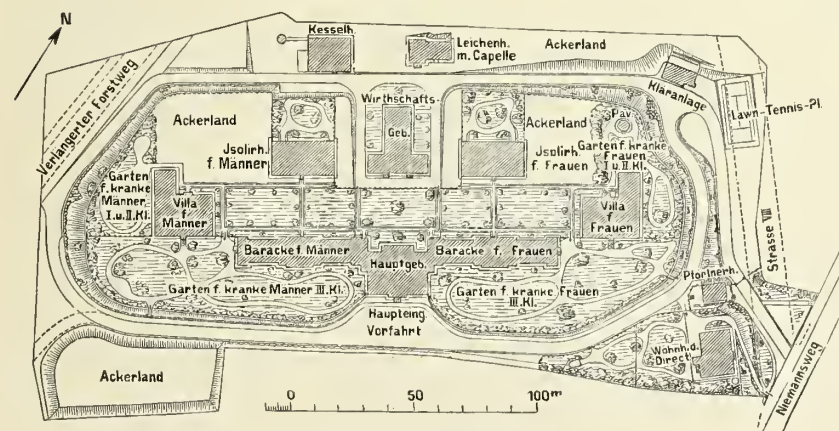 N
Kesselh.
Leichenh.
m. Capelle
Ackerland
Kläranlage
Lawn-Tennis-Pl.
Verlängerter Forstweg
Ackerland
Wirthschafts-
Geb.
Ackerland
Pav.
Jsolirh.
f. Männer
Jsolirh.
f. Frauen
Garten f. kranke
Frauen
I.u.II.Kl.
Garten
f. kranke
Männer
I.u.II.Kl.
Villa
f.
Männer
Villa
f.
Frauen
Strasse VIII
Baracke f. Männer
Baracke f. Frauen
Hauptgeb.
Pförtnerh.
Garten f. kranke Männer III.Kl.
Garten f. kranke Frauen
III.Kl.
Haupteing.
Vorfahrt
Wohnh. d.
Direct.
Niemannsweg
Ackerland
0 50 100m